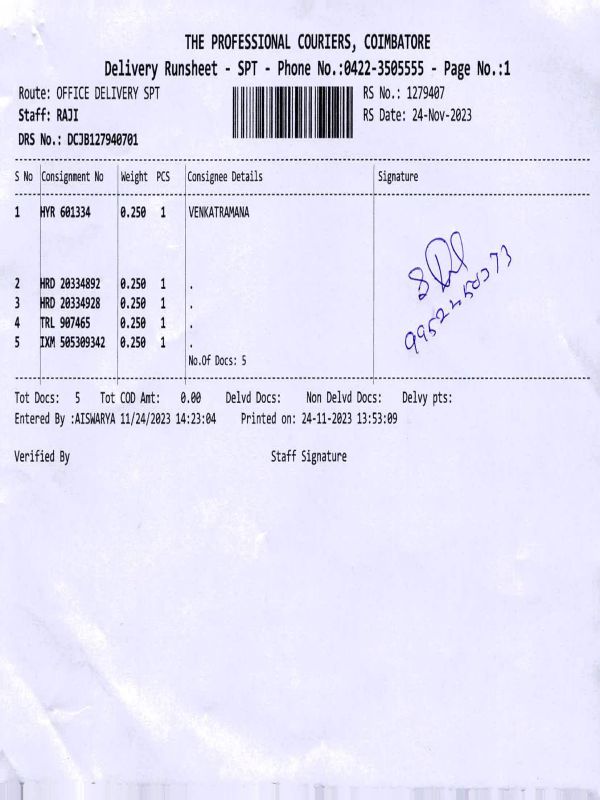 THE PROFESSIONAL COURIERS, COIMBATORE
Delivery Runsheet - SPT - Phone No.:0422-3505555 - Page No.:1
Route: OFFICE DELIVERY SPT RS No.: 1279407
Staff: RAJI RS Date: 24-Nov-2023
DRS No.: DCJB127940701
S No Consignment No Weight PCS Consignee Details Signature
1 HYR 601334 0.250 1 VENKATRAMANA
2 HRD 20334892 0.250 1 .
3 HRD 20334928 0.250 1 .
4 TRL 907465 0.250 1 .
5 IXM 505309342 0.250 1 .
No.Of Docs: 5
Tot Docs: 5 Tot COD Amt: 0.00 Delvd Docs: Non Delvd Docs: Delvy pts:
Entered By :AISWARYA 11/24/2023 14:23:04 Printed on: 24-11-2023 13:53:09
Verified By Staff Signature